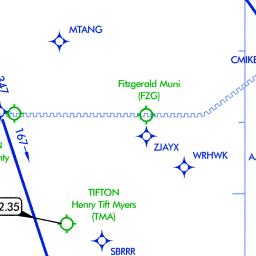 MTANG
CMIKE
Fitzgerald Muni
(FZG)
347
ZJAYX
167
WRHWK
A
N
nty
TIFTON
Henry Tift Myers
(TMA)
2.35
SBRRR